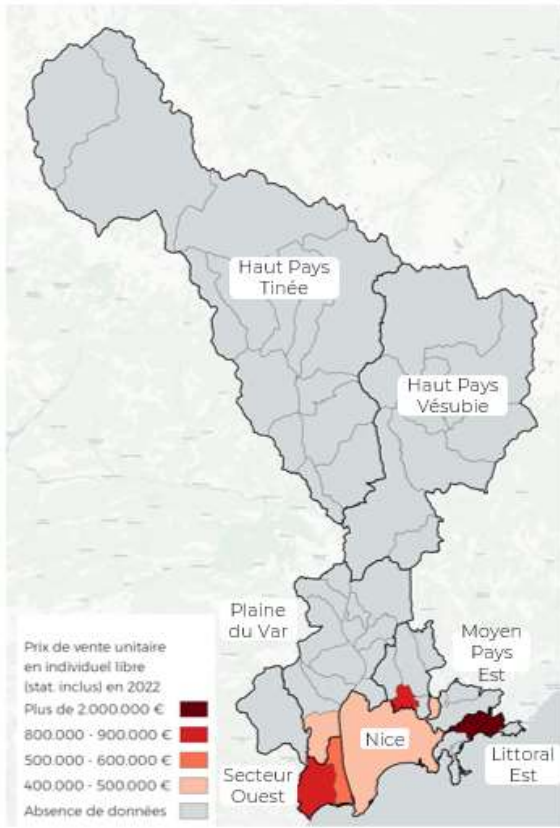 Haut Pays
Tinée
Haut Pays
Vésubie
Plaine
du Var
Moyen
Pays
Est
Nice
Littoral
Est
Secteur
Ouest
Prix de vente unitaire
en individuel libre
(stat. inclus) en 2022
Plus de 2.000.000 €
800.000 - 900.000 €
500.000 - 600.000 €
400.000 - 500.000 €
Absence de données